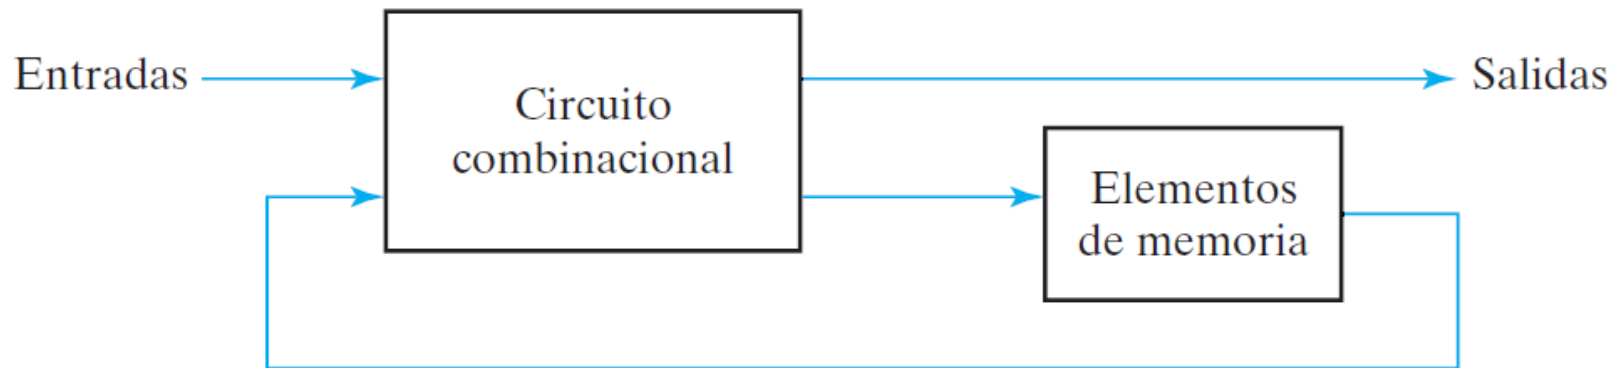 Entradas
Circuito
combinacional
Salidas
Elementos
de memoria